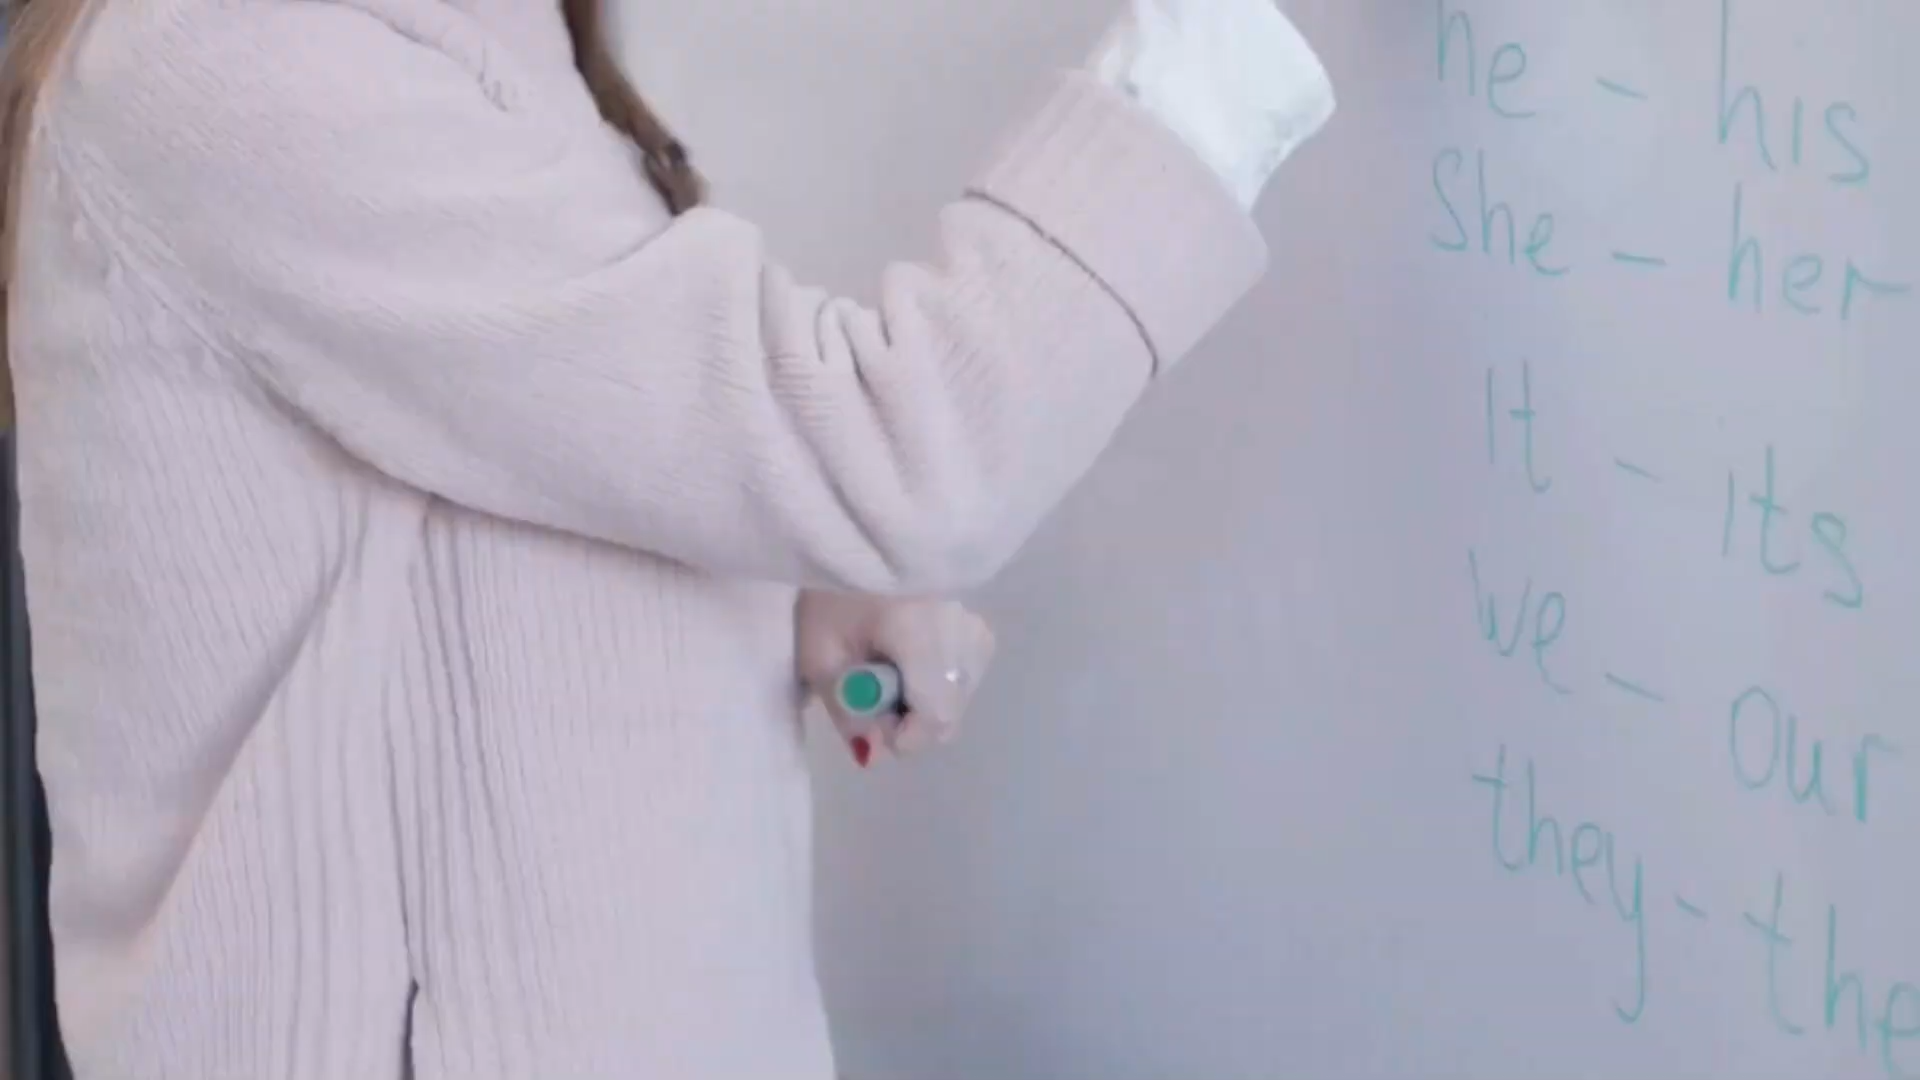 he - his
She - her
it - its
we - our
they - the